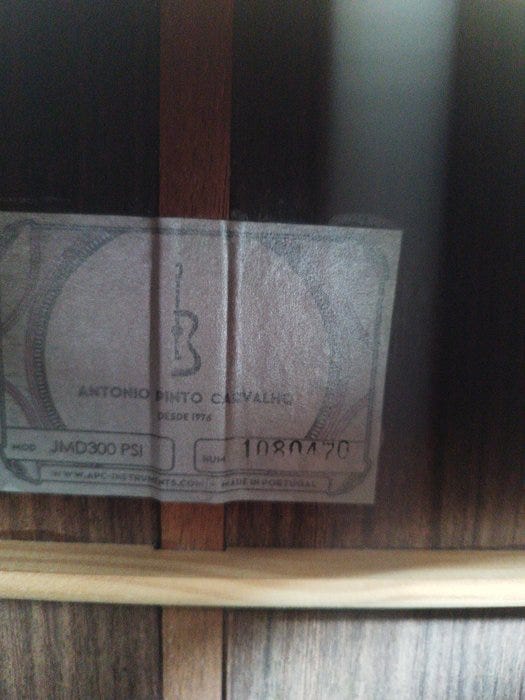 ANTONIO PINTO CARVALHO
DESDE 1976
MOD JMD300 PSI NUM 1080470
WWW.APC-INSTRUMENTS.COM - MADE IN PORTUGAL